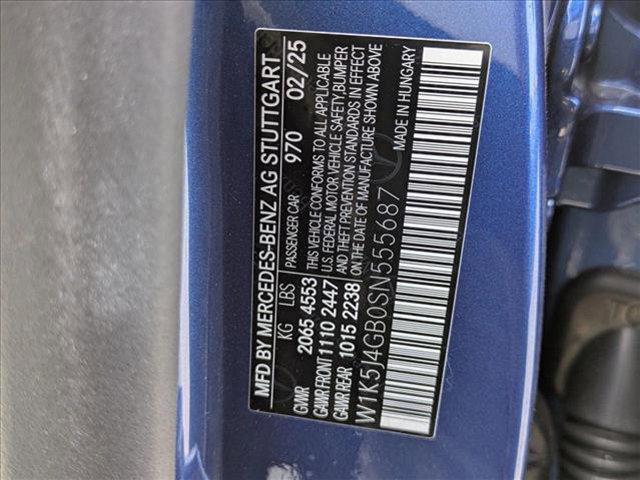 MFD BY MERCEDES-BENZ AG STUTTGART
PASSENGER CAR 970 02/25
KG LBS
GVWR 2065 4553
GAWR FRONT 1110 2447
GAWR REAR 1015 2238
THIS VEHICLE CONFORMS TO ALL APPLICABLE
U.S. FEDERAL MOTOR VEHICLE SAFETY, BUMPER
AND THEFT PREVENTION STANDARDS IN EFFECT
ON THE DATE OF MANUFACTURE SHOWN ABOVE
W1K5J4GB0SN555687
MADE IN HUNGARY